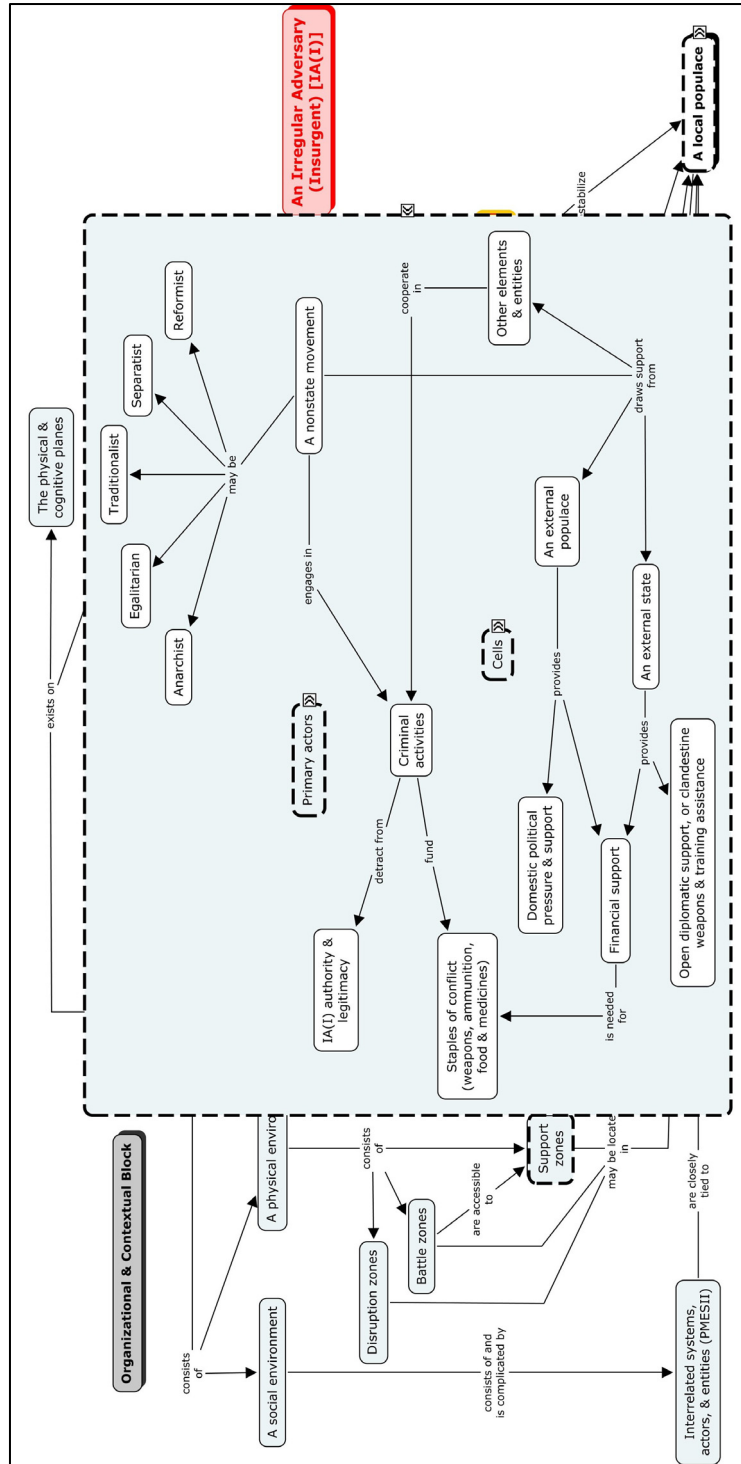 Organizational & Contextual Block
An Irregular Adversary
(Insurgent) [IA(I)]
The physical &
cognitive planes
exists on
consists
of
A social environment
A physical enviro
consists of and
is complicated by
Interrelated systems,
actors, & entities (PMESII)
consists
of
Disruption zones
Battle zones
are accessible
to
Support
zones
may be locate
in
are closely
tied to
Anarchist
Egalitarian
Traditionalist
Separatist
Reformist
may be
A nonstate movement
engages in
cooperate
in
Primary actors
Criminal
activities
detract from
fund
IA(I) authority &
legitimacy
Staples of conflict
(weapons, ammunition,
food & medicines)
Cells
Other elements
& entities
draws support
from
An external
populace
An external state
provides
provides
Domestic political
pressure & support
Financial support
Open diplomatic support, or clandestine
weapons & training assistance
is needed
for
stabilize
A local populace